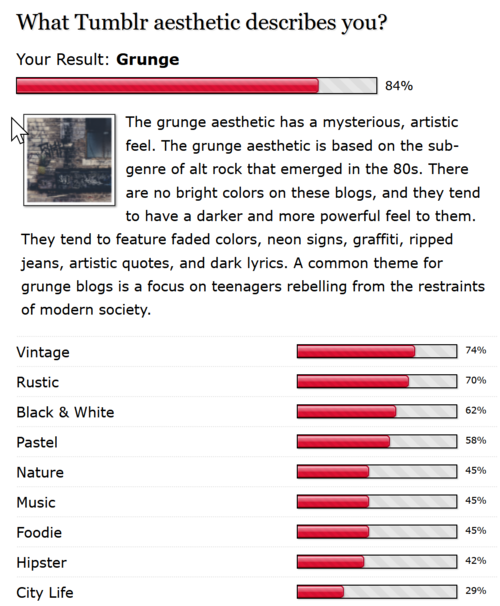 What Tumblr aesthetic describes you?
Your Result: Grunge
84%
The grunge aesthetic has a mysterious, artistic
feel. The grunge aesthetic is based on the sub-
genre of alt rock that emerged in the 80s. There
are no bright colors on these blogs, and they tend
to have a darker and more powerful feel to them.
They tend to feature faded colors, neon signs, graffiti, ripped
jeans, artistic quotes, and dark lyrics. A common theme for
grunge blogs is a focus on teenagers rebelling from the restraints
of modern society.
Vintage 74%
Rustic 70%
Black & White 62%
Pastel 58%
Nature 45%
Music 45%
Foodie 45%
Hipster 42%
City Life 29%